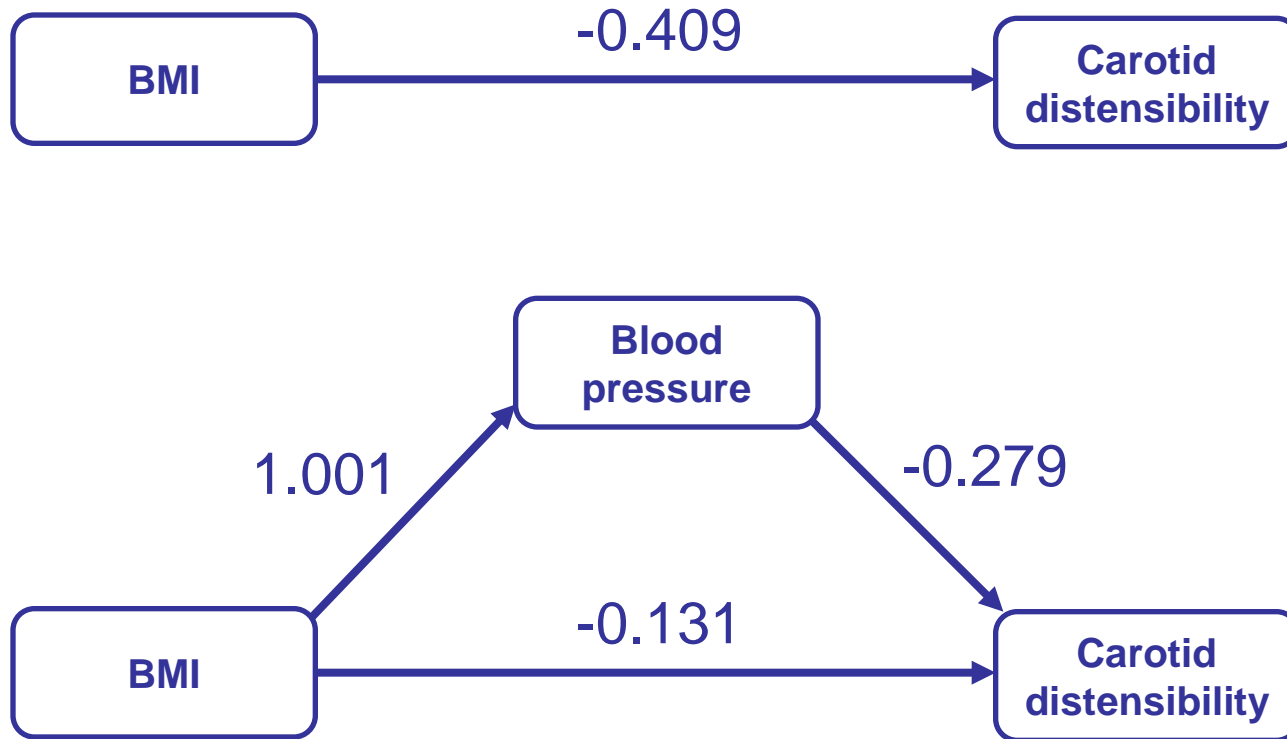 -0.409
BMI
Carotid
distensibility
Blood
pressure
1.001
-0.279
-0.131
BMI
Carotid
distensibility